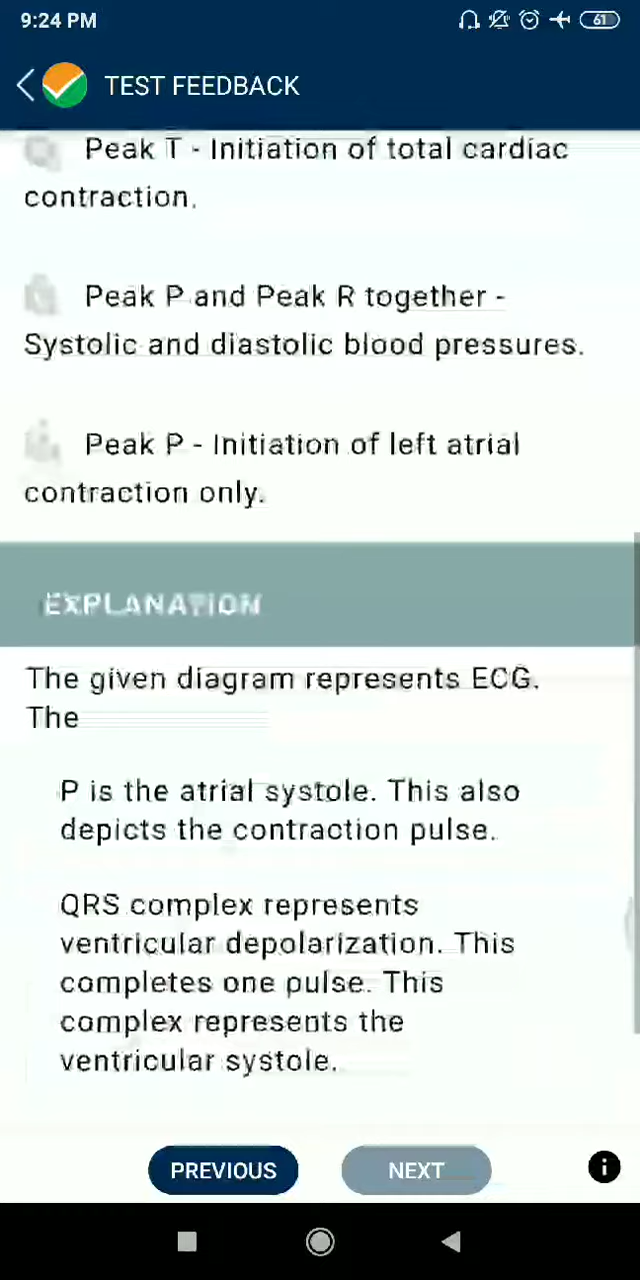 9:24 PM
61
TEST FEEDBACK
Peak T - Initiation of total cardiac
contraction.
Peak P and Peak R together -
Systolic and diastolic blood pressures.
Peak P - Initiation of left atrial
contraction only.
EXPLANATION
The given diagram represents ECG.
The
P is the atrial systole. This also
depicts the contraction pulse.
QRS complex represents
ventricular depolarization. This
completes one pulse. This
complex represents the
ventricular systole.
PREVIOUS
NEXT